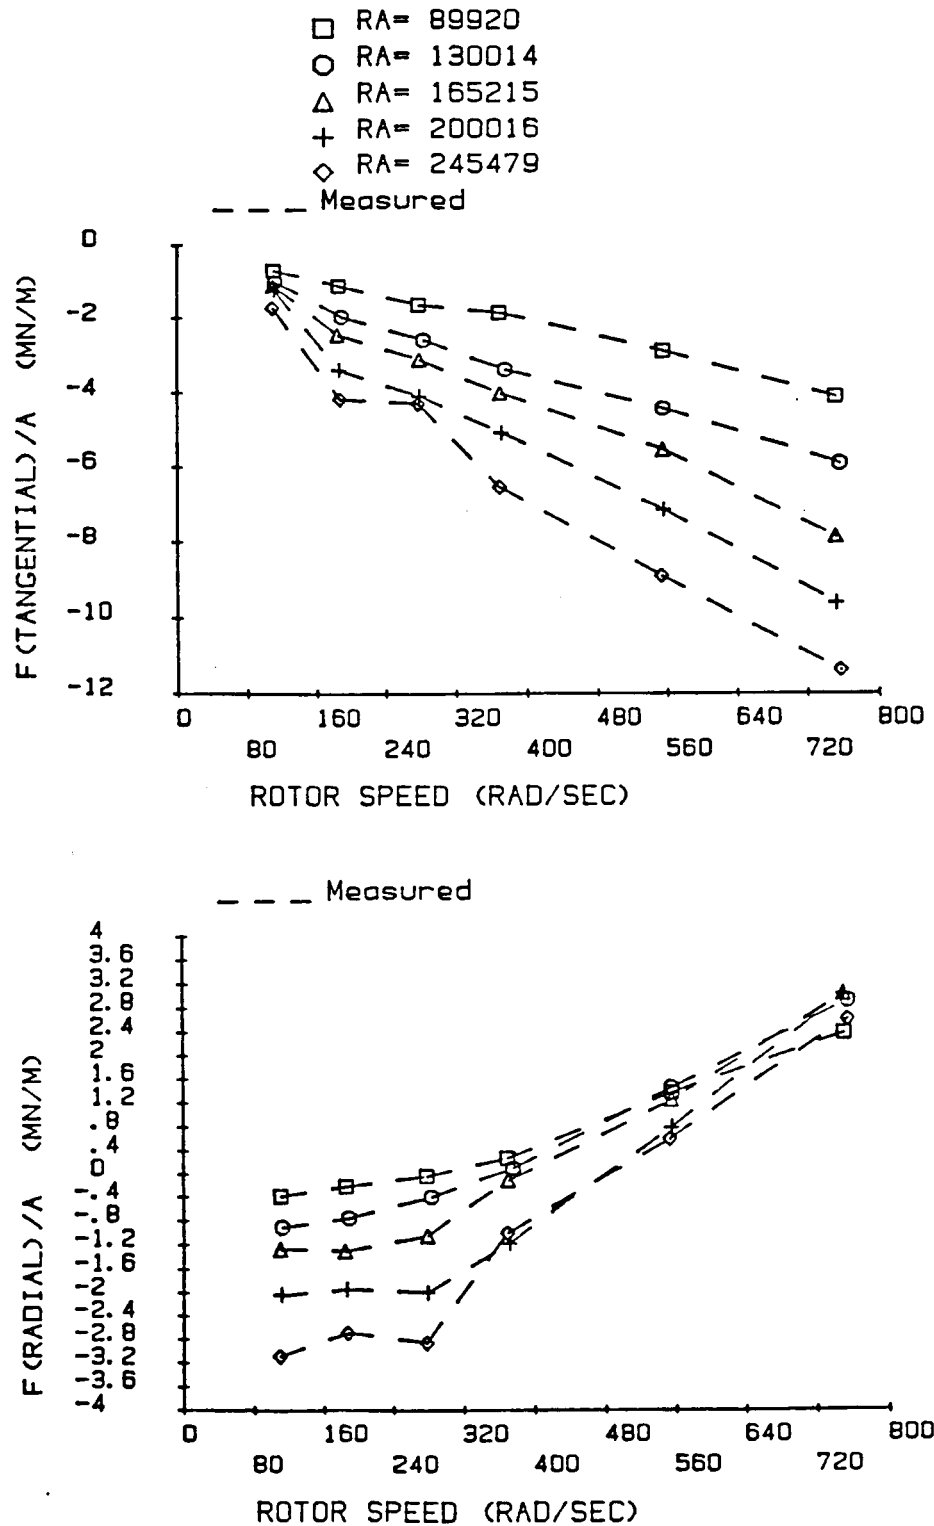 RA= 89920
RA= 130014
RA= 165215
RA= 200016
RA= 245479
Measured
0
-2
-4
-6
-8
-10
-12
F(TANGENTIAL)/A (MN/M)
0 160 320 480 640 800
80 240 400 560 720
ROTOR SPEED (RAD/SEC)
Measured
4
3.6
3.2
2.8
2.4
2
1.6
1.2
.8
.4
0
-.4
-.8
-1.2
-1.6
-2
-2.4
-2.8
-3.2
-3.6
-4
F(RADIAL)/A (MN/M)
0 160 320 480 640 800
80 240 400 560 720
ROTOR SPEED (RAD/SEC)